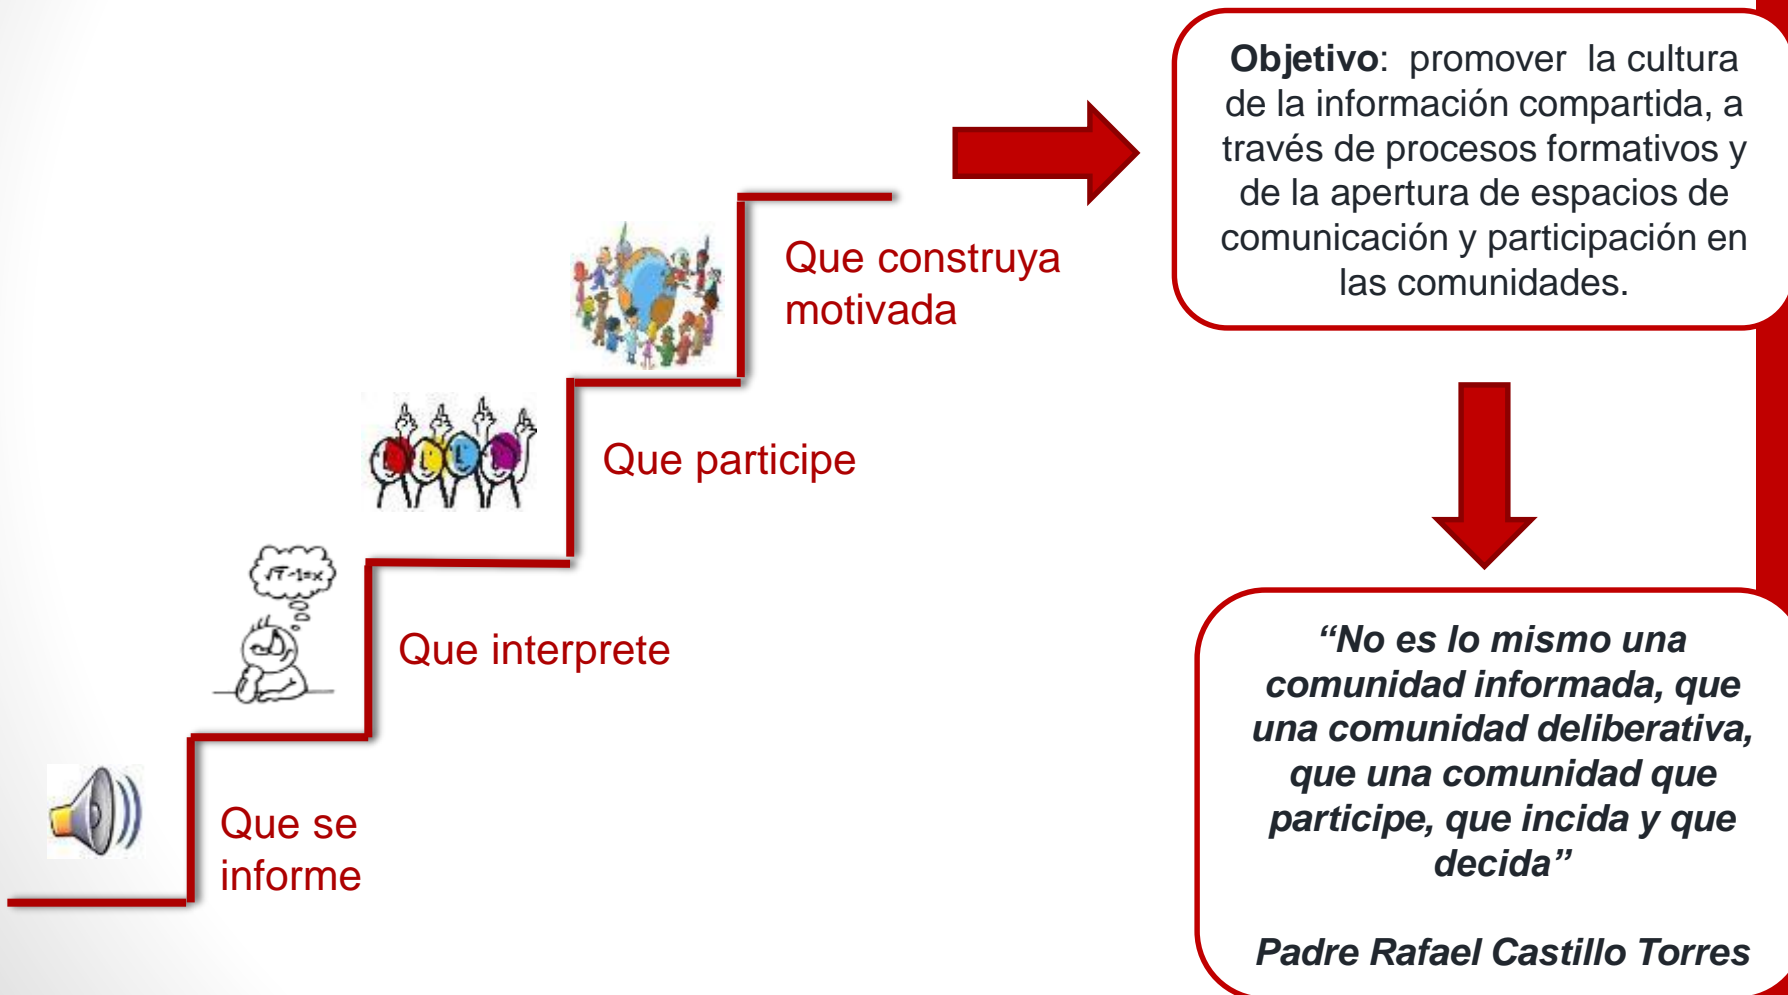 Objetivo: promover la cultura
de la información compartida, a
través de procesos formativos y
de la apertura de espacios de
comunicación y participación en
las comunidades.
Que construya
motivada
Que participe
√1-1=x
Que interprete
Que se
informe
“No es lo mismo una
comunidad informada, que
una comunidad deliberativa,
que una comunidad que
participe, que incida y que
decida”
Padre Rafael Castillo Torres